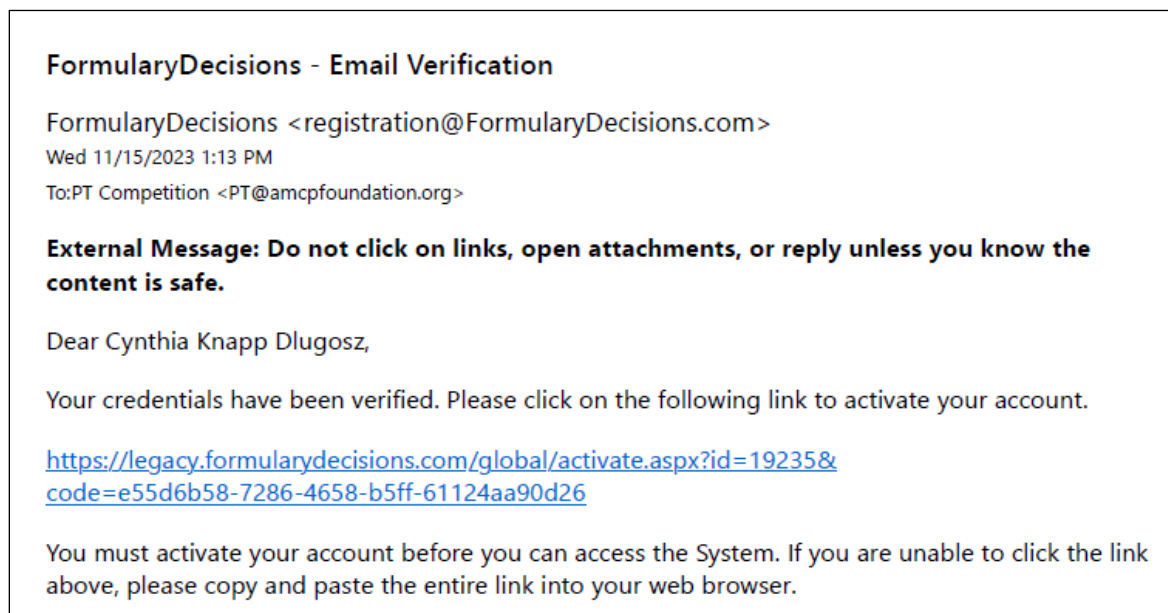 FormularyDecisions - Email Verification
FormularyDecisions <registration@FormularyDecisions.com>
Wed 11/15/2023 1:13 PM
To:PT Competition <PT@amcpfoundation.org>
External Message: Do not click on links, open attachments, or reply unless you know the
content is safe.
Dear Cynthia Knapp Dlugosz,
Your credentials have been verified. Please click on the following link to activate your account.
https://legacy.formularydecisions.com/global/activate.aspx?id=19235&
code=e55d6b58-7286-4658-b5ff-61124aa90d26
You must activate your account before you can access the System. If you are unable to click the link
above, please copy and paste the entire link into your web browser.